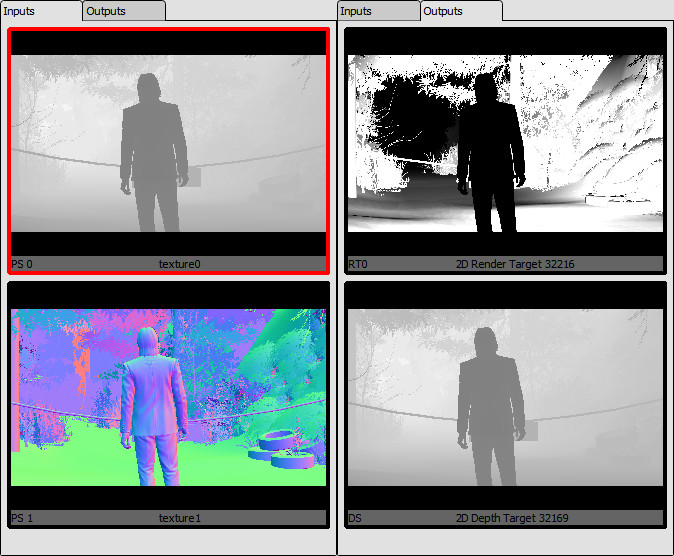 Inputs Outputs
Inputs Outputs
PS 0 texture0
RT0 2D Render Target 32216
PS 1 texture1
DS 2D Depth Target 32169